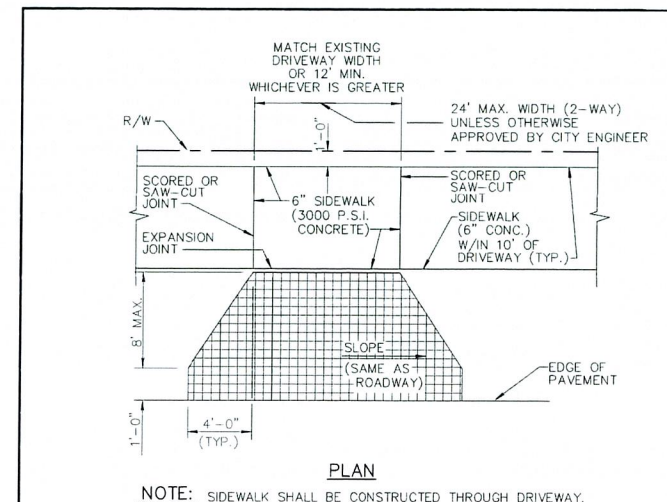 MATCH EXISTING
DRIVEWAY WIDTH
OR 12' MIN.
WHICHEVER IS GREATER
24' MAX. WIDTH (2-WAY)
UNLESS OTHERWISE
APPROVED BY CITY ENGINEER
R/W
1'-0"
SCORED OR
SAW-CUT
JOINT
6" SIDEWALK
(3000 P.S.I.
CONCRETE)
SCORED OR
SAW-CUT
JOINT
EXPANSION
JOINT
SIDEWALK
(6" CONC.)
W/IN 10' OF
DRIVEWAY (TYP.)
8' MAX.
SLOPE
(SAME AS
ROADWAY)
EDGE OF
PAVEMENT
1'-0"
4'-0"
(TYP.)
PLAN
NOTE: SIDEWALK SHALL BE CONSTRUCTED THROUGH DRIVEWAY.